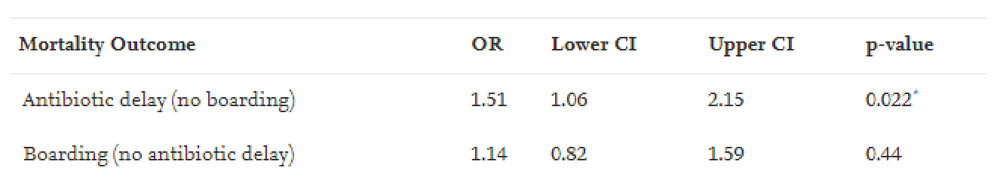 Mortality Outcome OR Lower CI Upper CI p-value
Antibiotic delay (no boarding) 1.51 1.06 2.15 0.022*
Boarding (no antibiotic delay) 1.14 0.82 1.59 0.44